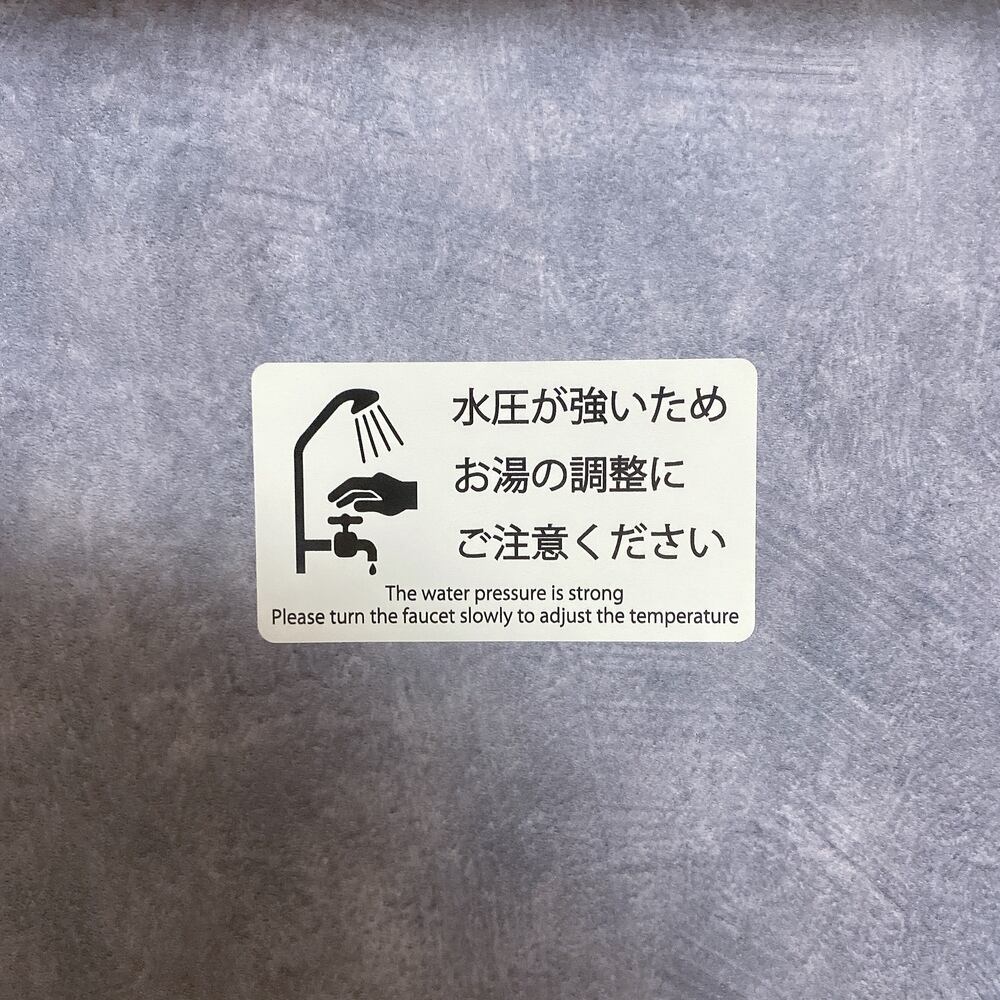 水圧が強いため
お湯の調整に
ご注意ください
The water pressure is strong
Please turn the faucet slowly to adjust the temperature